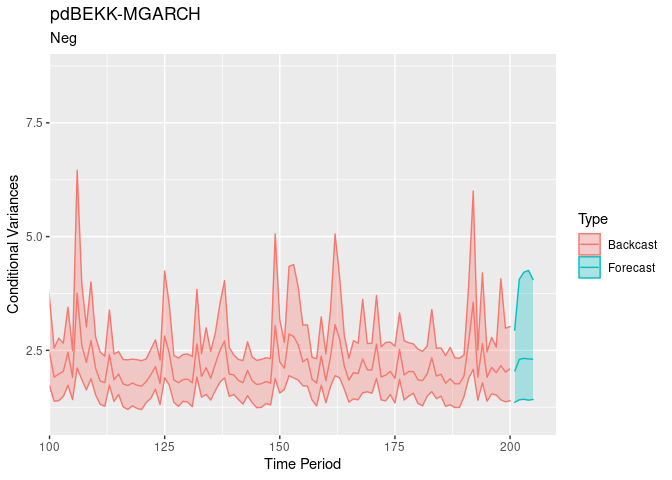 pdBEKK-MGARCH
Neg
7.5
5.0
2.5
Conditional Variances
100
125
150
175
200
Time Period
Type
Backcast
Forecast